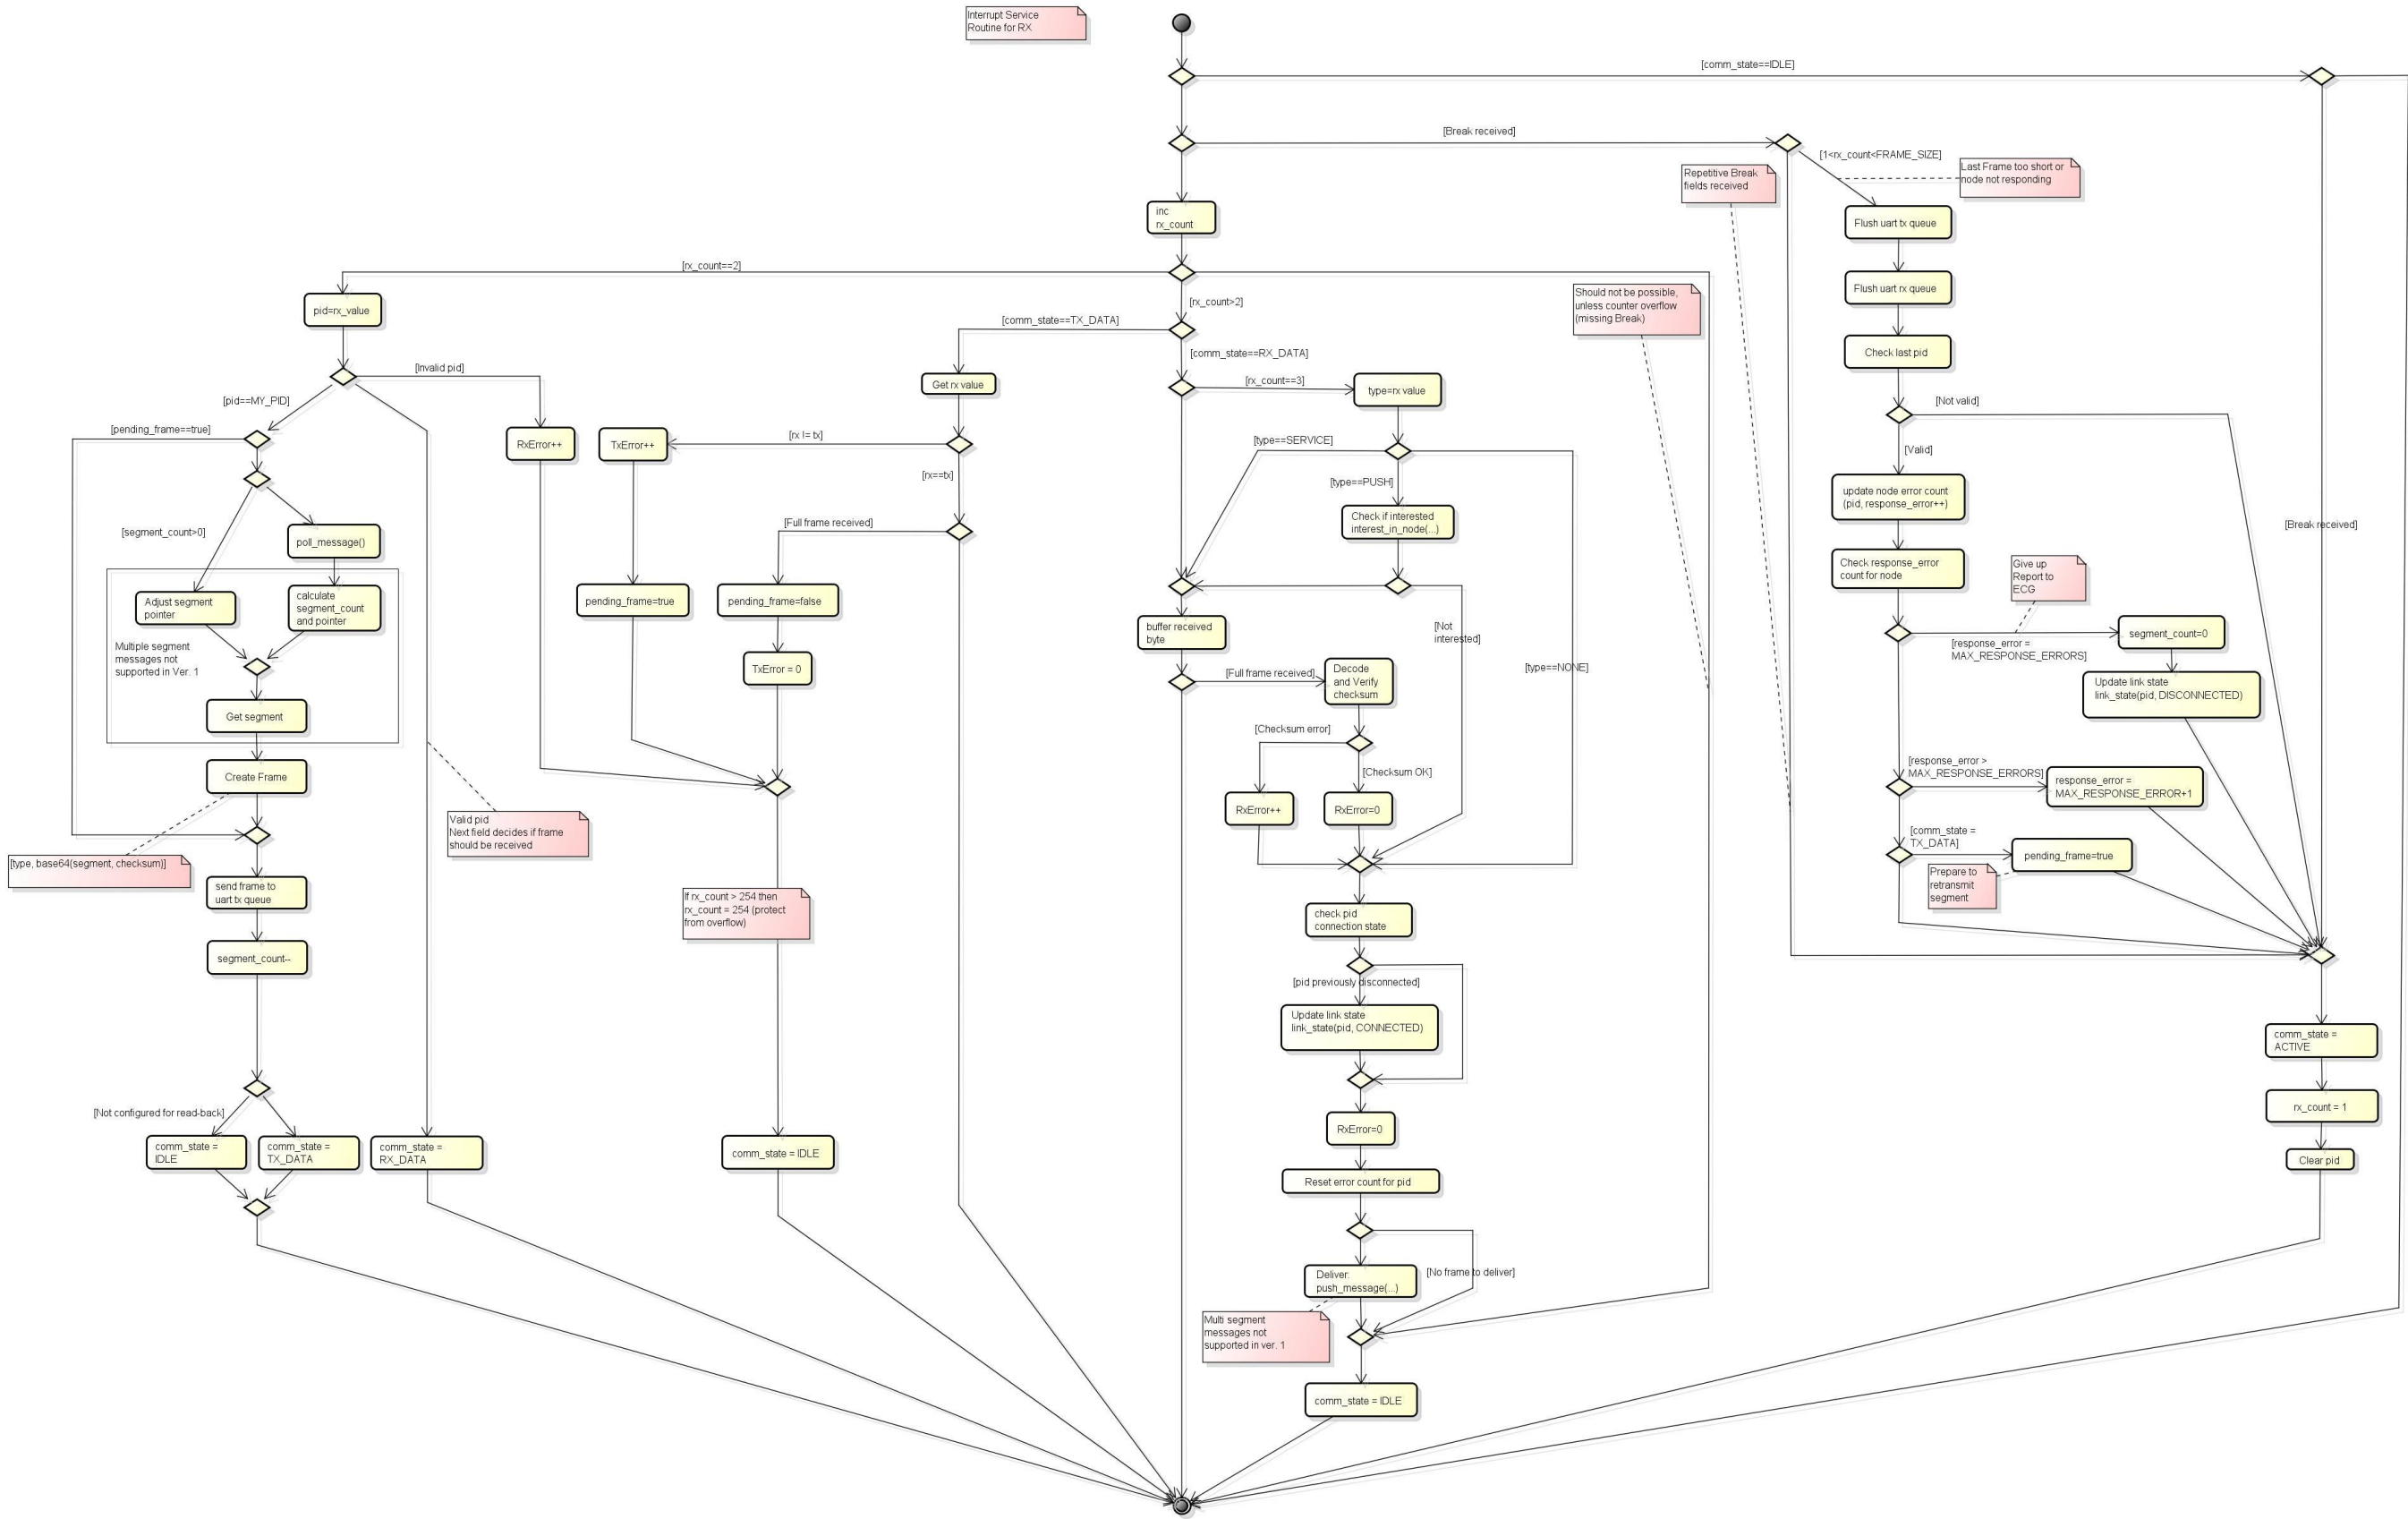 Interrupt Service
Routine for RX
[comm_state==IDLE]
[Break received]
[1<rx_count<FRAME_SIZE]
Last Frame too short or
node not responding
Repetitive Break
fields received
inc
rx_count
Flush uart tx queue
[rx_count==2]
Flush uart rx queue
pid=rx_value
[rx_count>2]
Should not be possible,
unless counter overflow
(missing Break)
[comm_state==TX_DATA]
[comm_state==RX_DATA]
Check last pid
[Invalid pid]
Get rx value
[rx_count==3]
type=rx value
[pid==MY_PID]
[Not valid]
[pending_frame==true]
RxError++
TxError++
[rx != tx]
[type==SERVICE]
[Valid]
[rx==tx]
[type==PUSH]
update node error count
(pid, response_error++)
[segment_count>0]
poll_message()
[Full frame received]
Check if interested
interest_in_node(...)
[Break received]
Check response_error
count for node
Give up
Report to
ECG
Adjust segment
pointer
calculate
segment_count
and pointer
pending_frame=true
pending_frame=false
buffer received
byte
[Not
interested]
segment_count=0
[response_error =
MAX_RESPONSE_ERRORS]
Multiple segment
messages not
supported in Ver. 1
TxError = 0
[Full frame received]
Decode
and Verify
checksum
[type==NONE]
Update link state
link_state(pid, DISCONNECTED)
Get segment
[Checksum error]
[Checksum OK]
[response_error >
MAX_RESPONSE_ERRORS]
response_error =
MAX_RESPONSE_ERROR+1
Create Frame
RxError++
RxError=0
Valid pid
Next field decides if frame
should be received
[comm_state =
TX_DATA]
pending_frame=true
[type, base64(segment, checksum)]
Prepare to
retransmit
segment
send frame to
uart tx queue
If rx_count > 254 then
rx_count = 254 (protect
from overflow)
check pid
connection state
segment_count--
[pid previously disconnected]
Update link state
link_state(pid, CONNECTED)
comm_state =
ACTIVE
[Not configured for read-back]
rx_count = 1
comm_state =
IDLE
comm_state =
TX_DATA
comm_state =
RX_DATA
comm_state = IDLE
RxError=0
Clear pid
Reset error count for pid
Deliver:
push_message(...)
[No frame to deliver]
Multi segment
messages not
supported in ver. 1
comm_state = IDLE